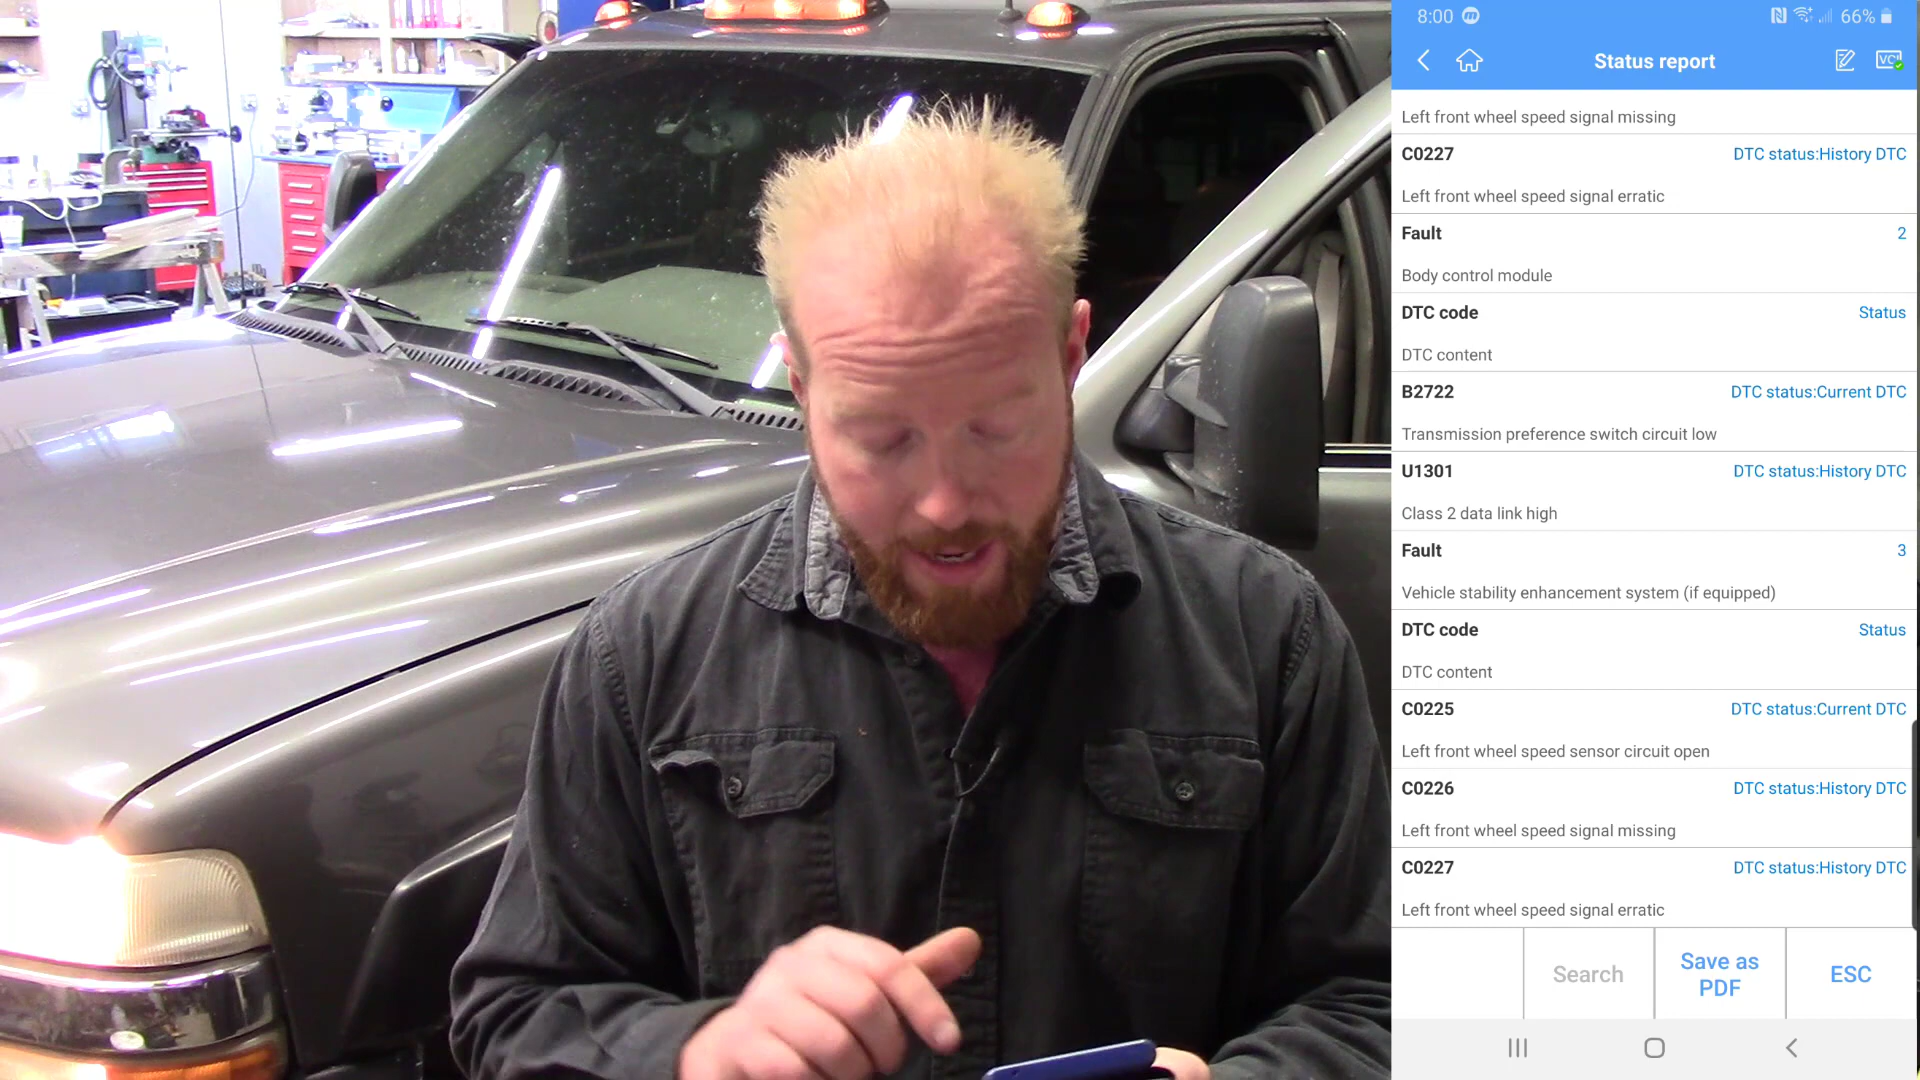 8:00
66%
Status report
VCI
Left front wheel speed signal missing
C0227 DTC status:History DTC
Left front wheel speed signal erratic
Fault 2
Body control module
DTC code Status
DTC content
B2722 DTC status:Current DTC
Transmission preference switch circuit low
U1301 DTC status:History DTC
Class 2 data link high
Fault 3
Vehicle stability enhancement system (if equipped)
DTC code Status
DTC content
C0225 DTC status:Current DTC
Left front wheel speed sensor circuit open
C0226 DTC status:History DTC
Left front wheel speed signal missing
C0227 DTC status:History DTC
Left front wheel speed signal erratic
Search
Save as
PDF
ESC